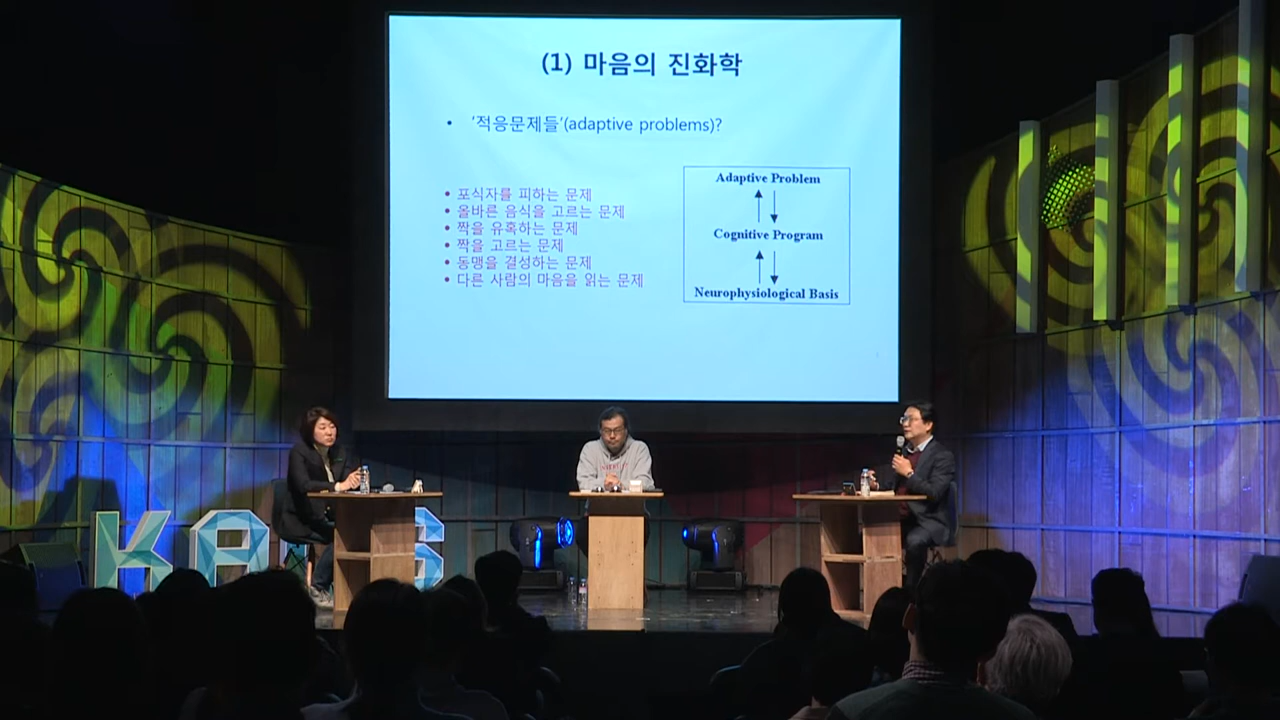 (1) 마음의 진화학
• '적응문제들'(adaptive problems)?
• 포식자를 피하는 문제
• 올바른 음식을 고르는 문제
• 짝을 유혹하는 문제
• 짝을 고르는 문제
• 동맹을 결성하는 문제
• 다른 사람의 마음을 읽는 문제
Adaptive Problem
Cognitive Program
Neurophysiological Basis
KA S